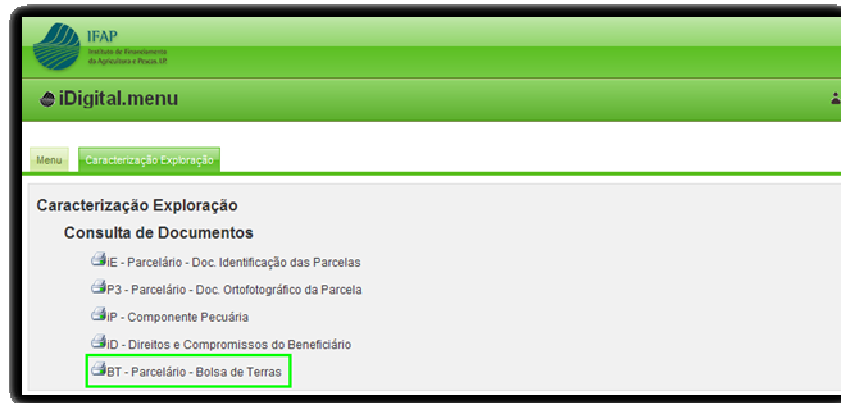 IFAP
Instituto de Financiamento
da Agricultura e Pescas, I.P.
iDigital.menu
Menu
Caracterização Exploração
Caracterização Exploração
Consulta de Documentos
iE - Parcelário - Doc. Identificação das Parcelas
P3 - Parcelário - Doc. Ortofotográfico da Parcela
iP - Componente Pecuária
iD - Direitos e Compromissos do Beneficiário
BT - Parcelário - Bolsa de Terras